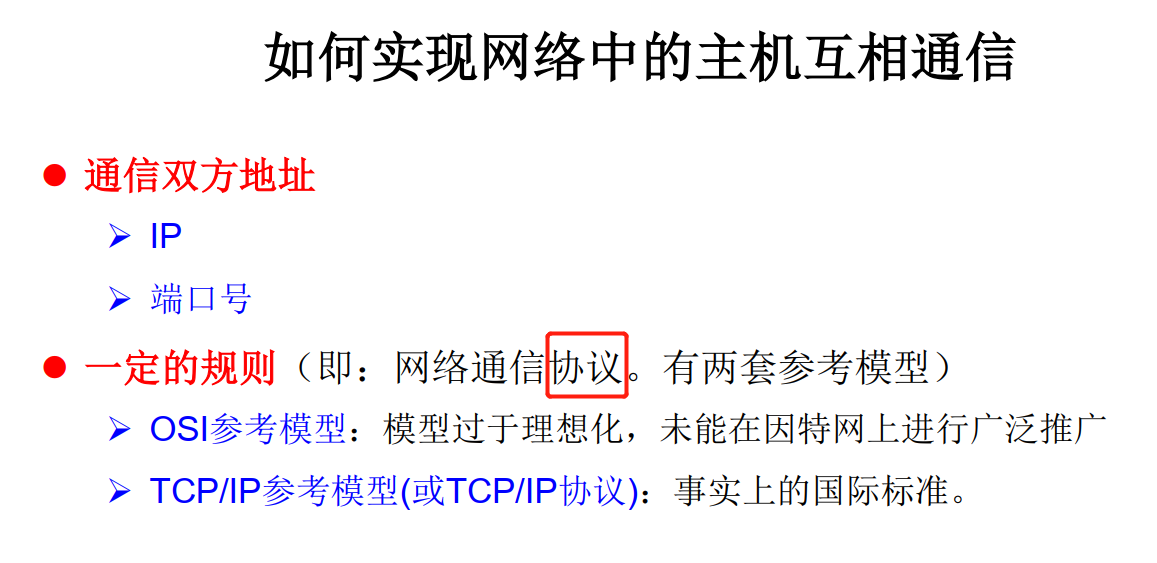 如何实现网络中的主机互相通信
通信双方地址
IP
端口号
一定的规则（即：网络通信协议。有两套参考模型）
OSI参考模型：模型过于理想化，未能在因特网上进行广泛推广
TCP/IP参考模型(或TCP/IP协议)：事实上的国际标准。